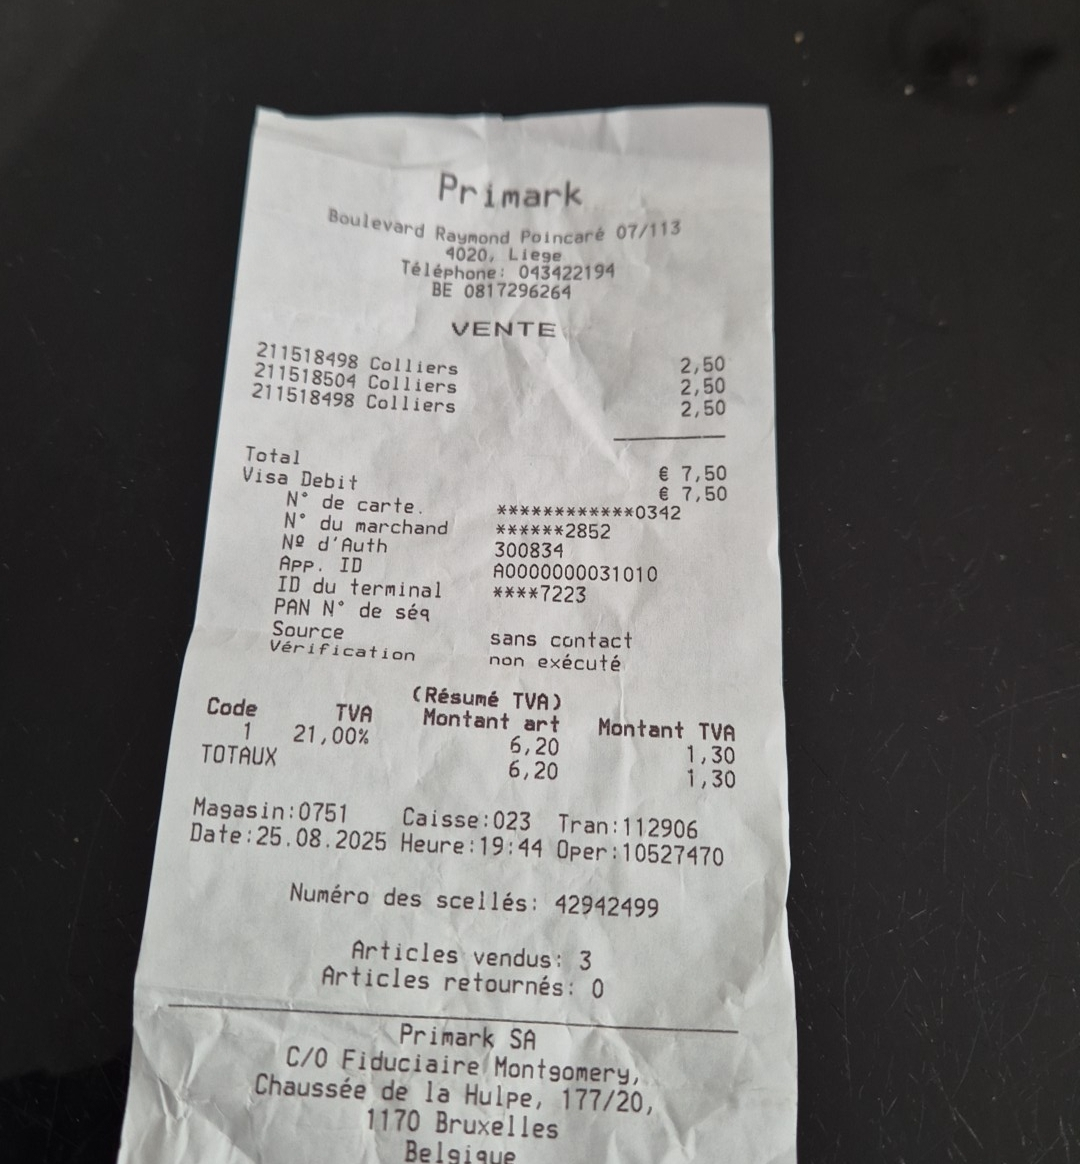 Primark
Boulevard Raymond Poincaré 07/113
4020, Liege
Téléphone: 043422194
BE 0817296264
VENTE
211518498 Colliers 2,50
211518504 Colliers 2,50
211518498 Colliers 2,50
Total € 7,50
Visa Debit € 7,50
N° de carte. ************0342
N° du marchand ******2852
Nº d'Auth 300834
App. ID A0000000031010
ID du terminal ****7223
PAN N° de séq
Source sans contact
Vérification non exécuté
(Résumé TVA)
Code TVA Montant art Montant TVA
1 21,00% 6,20 1,30
TOTAUX 6,20 1,30
Magasin:0751 Caisse:023 Tran:112906
Date:25.08.2025 Heure:19:44 Oper:10527470
Numéro des scellés: 42942499
Articles vendus: 3
Articles retournés: 0
Primark SA
C/O Fiduciaire Montgomery,
Chaussée de la Hulpe, 177/20,
1170 Bruxelles
Belgique